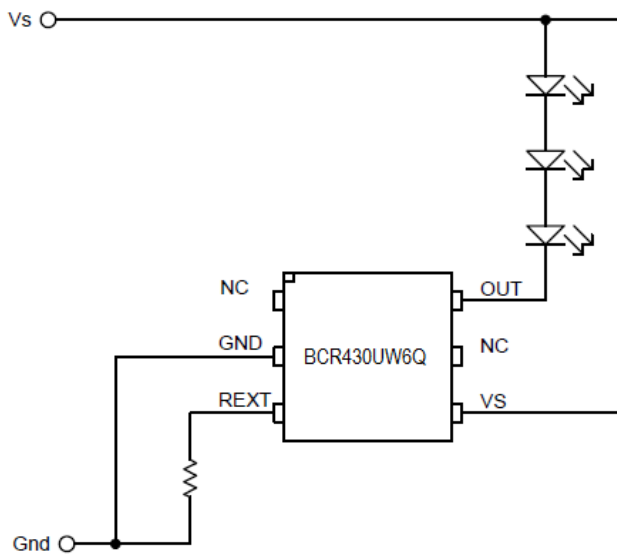 Vs
NC
OUT
GND
BCR430UW6Q
NC
REXT
VS
Gnd